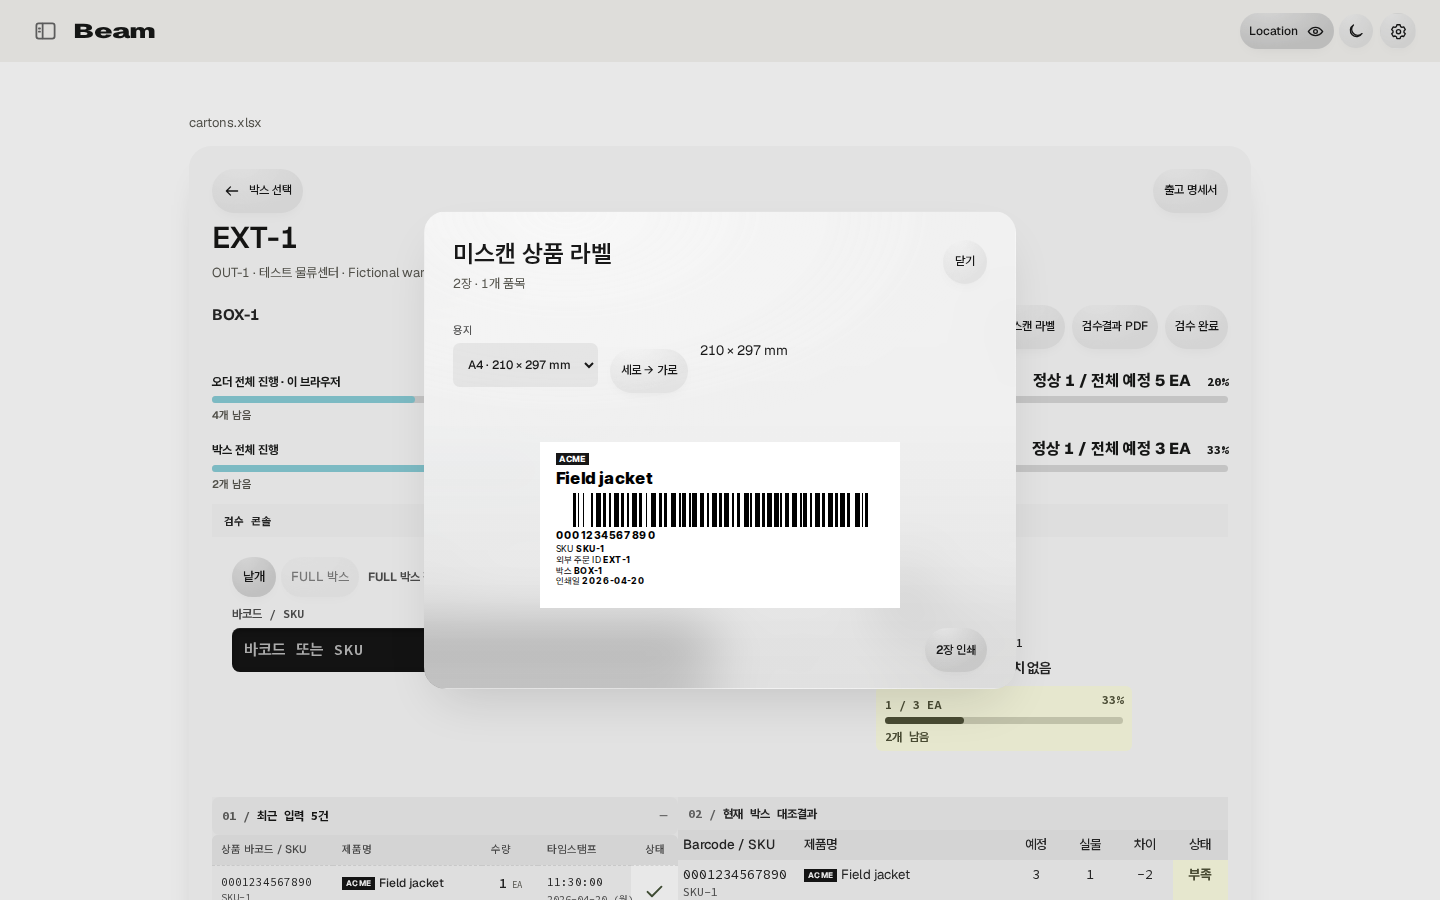 Beam
Location
cartons.xlsx
박스 선택
출고 명세서
EXT-1
OUT-1 · 테스트 물류센터 · Fictional war
BOX-1
스캔 라벨
검수결과 PDF
검수 완료
오더 전체 진행 · 이 브라우저
정상 1 / 전체 예정 5 EA 20%
4개 남음
박스 전체 진행
정상 1 / 전체 예정 3 EA 33%
2개 남음
검수 콘솔
낱개
FULL 박스
FULL 박스
바코드 / SKU
바코드 또는 SKU
미스캔 상품 라벨
2장 · 1개 품목
닫기
용지
A4 · 210 × 297 mm
세로 → 가로
210 × 297 mm
ACME
Field jacket
0001234567890
SKU SKU-1
외부 주문 ID EXT-1
박스 BOX-1
인쇄일 2026-04-20
2장 인쇄
1
치 없음
1 / 3 EA 33%
2개 남음
01 / 최근 입력 5건 —
상품 바코드 / SKU 제품명 수량 타임스탬프 상태
0001234567890 ACME Field jacket 1 EA 11:30:00
SKU-1 2026-04-20 (월)
02 / 현재 박스 대조결과
Barcode / SKU 제품명 예정 실물 차이 상태
0001234567890 ACME Field jacket 3 1 −2 부족
SKU-1